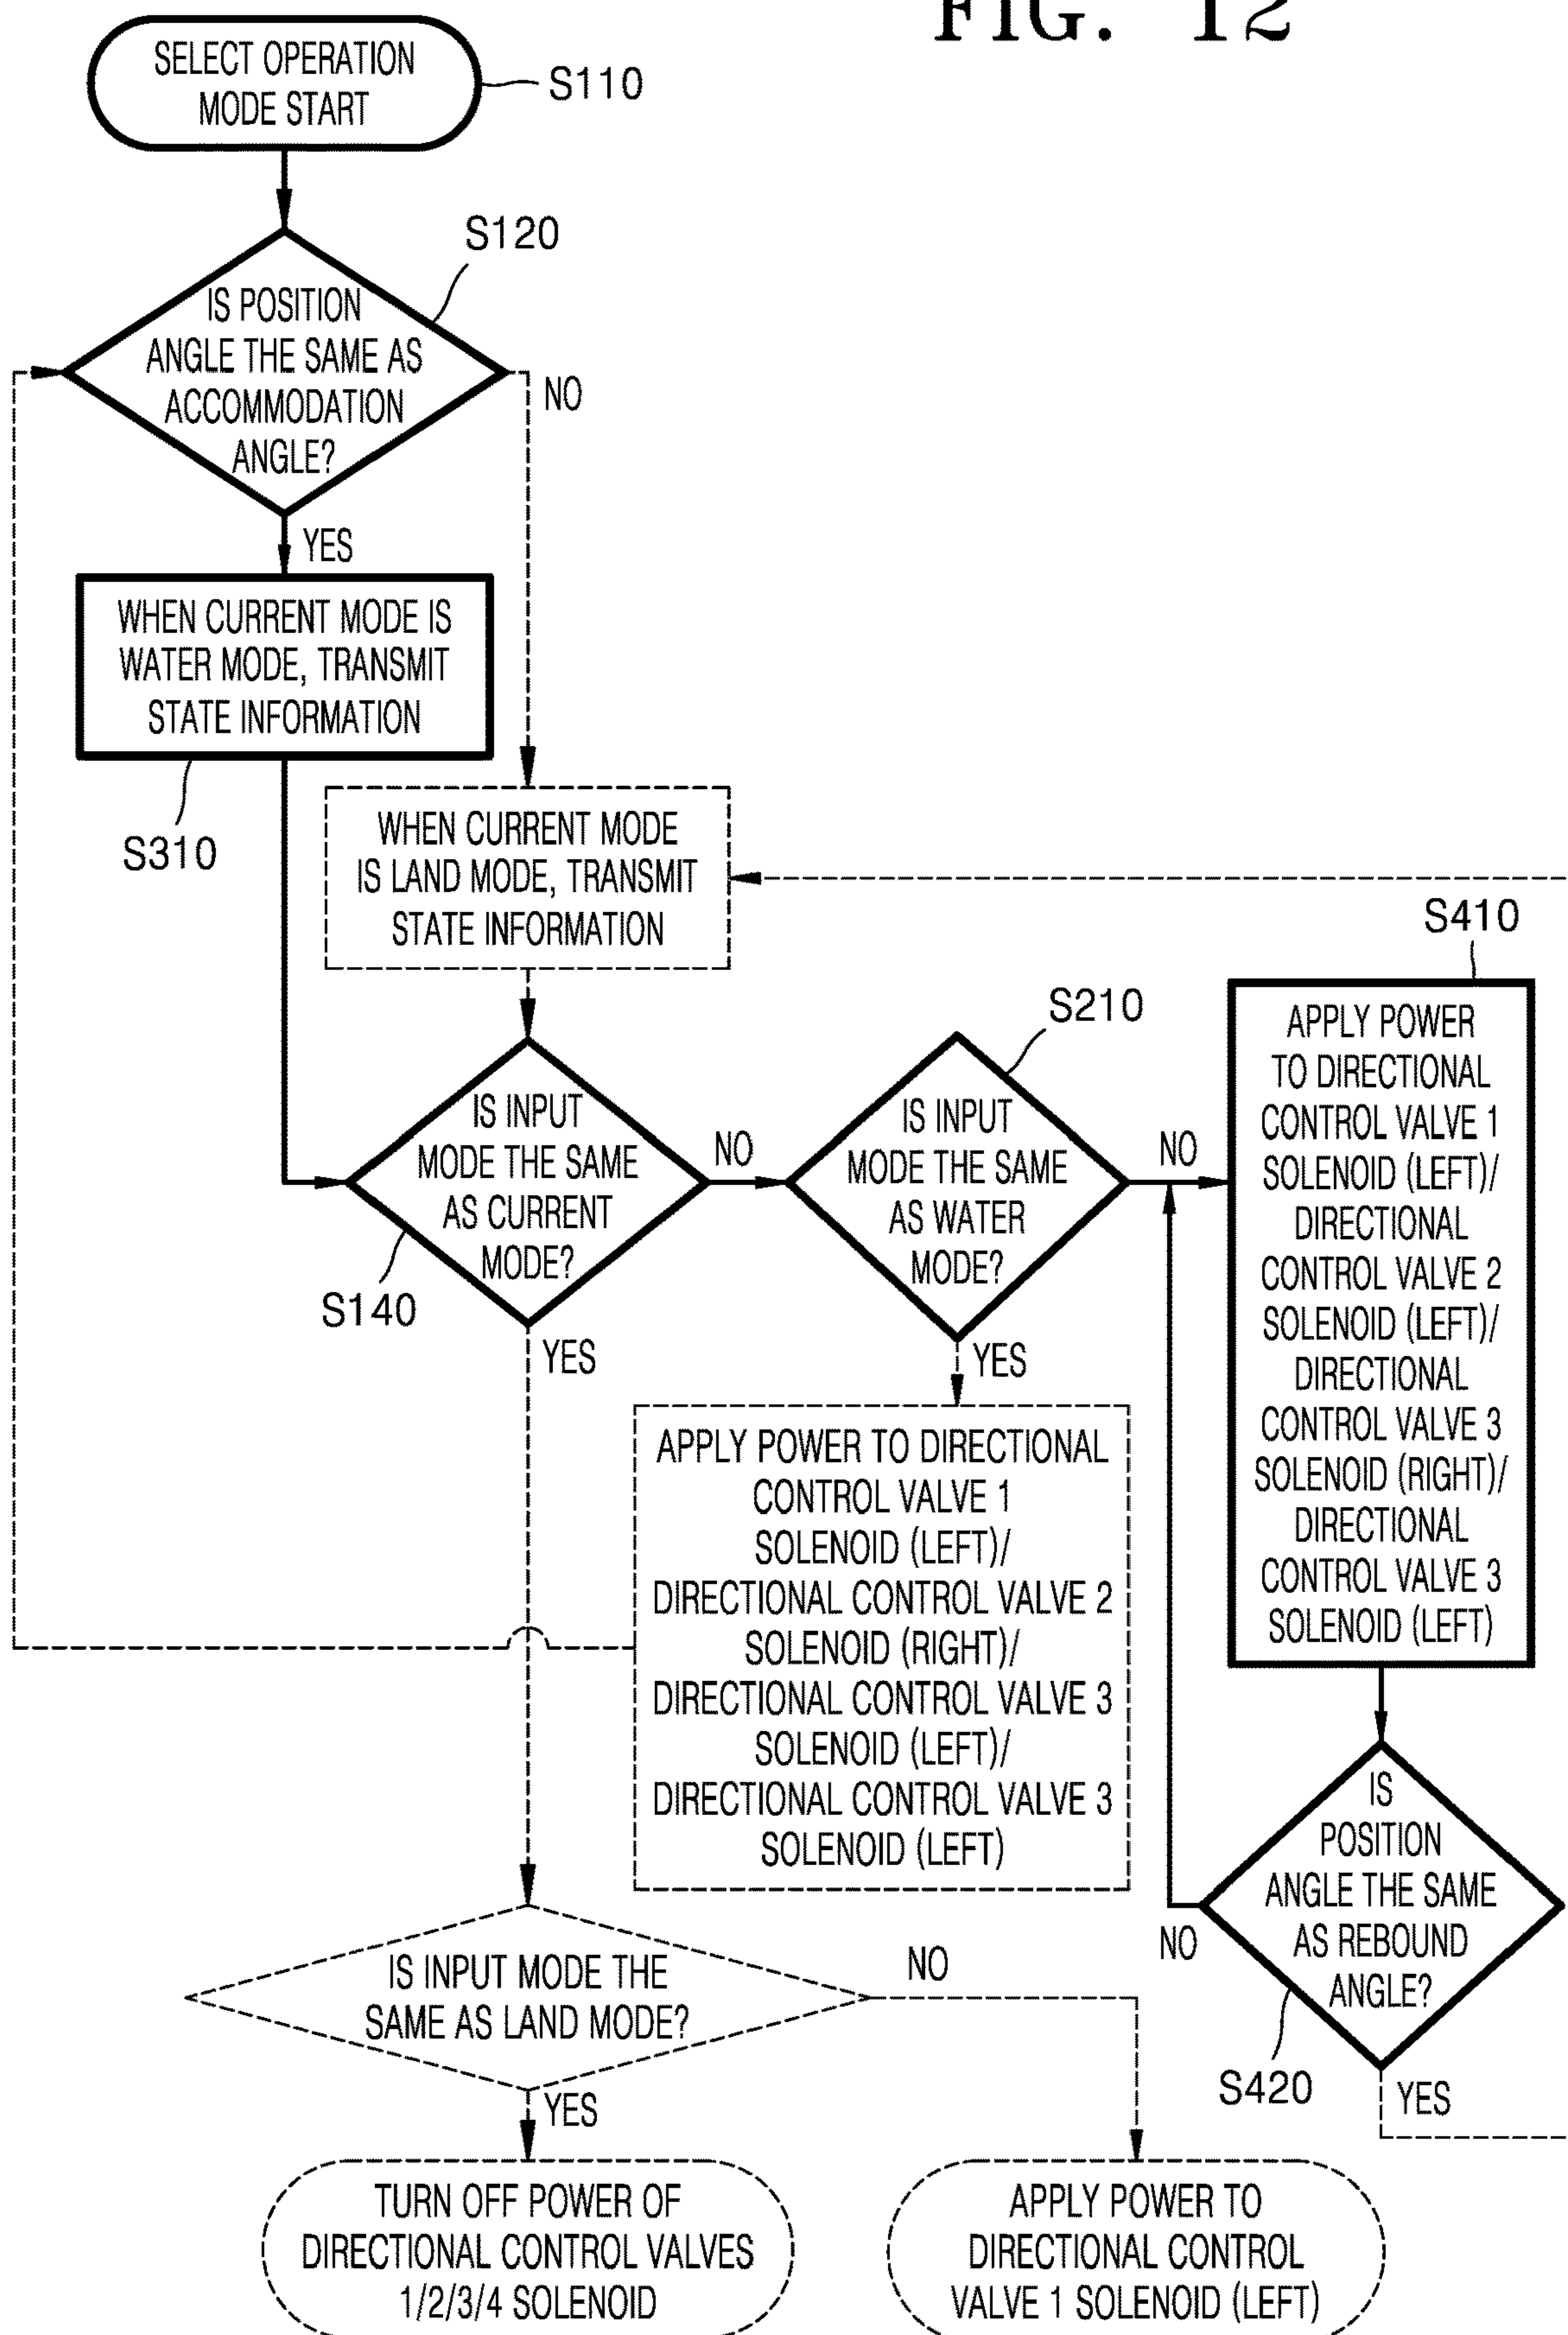 FIG. 12
SELECT OPERATION
MODE START
S110
S120
IS POSITION
ANGLE THE SAME AS
ACCOMMODATION
ANGLE?
NO
YES
WHEN CURRENT MODE IS
WATER MODE, TRANSMIT
STATE INFORMATION
S310
WHEN CURRENT MODE
IS LAND MODE, TRANSMIT
STATE INFORMATION
IS INPUT
MODE THE SAME
AS CURRENT
MODE?
S140
NO
YES
S210
IS INPUT
MODE THE SAME
AS WATER
MODE?
NO
YES
S410
APPLY POWER
TO DIRECTIONAL
CONTROL VALVE 1
SOLENOID (LEFT)/
DIRECTIONAL
CONTROL VALVE 2
SOLENOID (LEFT)/
DIRECTIONAL
CONTROL VALVE 3
SOLENOID (RIGHT)/
DIRECTIONAL
CONTROL VALVE 3
SOLENOID (LEFT)
APPLY POWER TO DIRECTIONAL
CONTROL VALVE 1
SOLENOID (LEFT)/
DIRECTIONAL CONTROL VALVE 2
SOLENOID (RIGHT)/
DIRECTIONAL CONTROL VALVE 3
SOLENOID (LEFT)/
DIRECTIONAL CONTROL VALVE 3
SOLENOID (LEFT)
IS
POSITION
ANGLE THE SAME
AS REBOUND
ANGLE?
NO
S420
YES
IS INPUT MODE THE
SAME AS LAND MODE?
NO
YES
TURN OFF POWER OF
DIRECTIONAL CONTROL VALVES
1/2/3/4 SOLENOID
APPLY POWER TO
DIRECTIONAL CONTROL
VALVE 1 SOLENOID (LEFT)